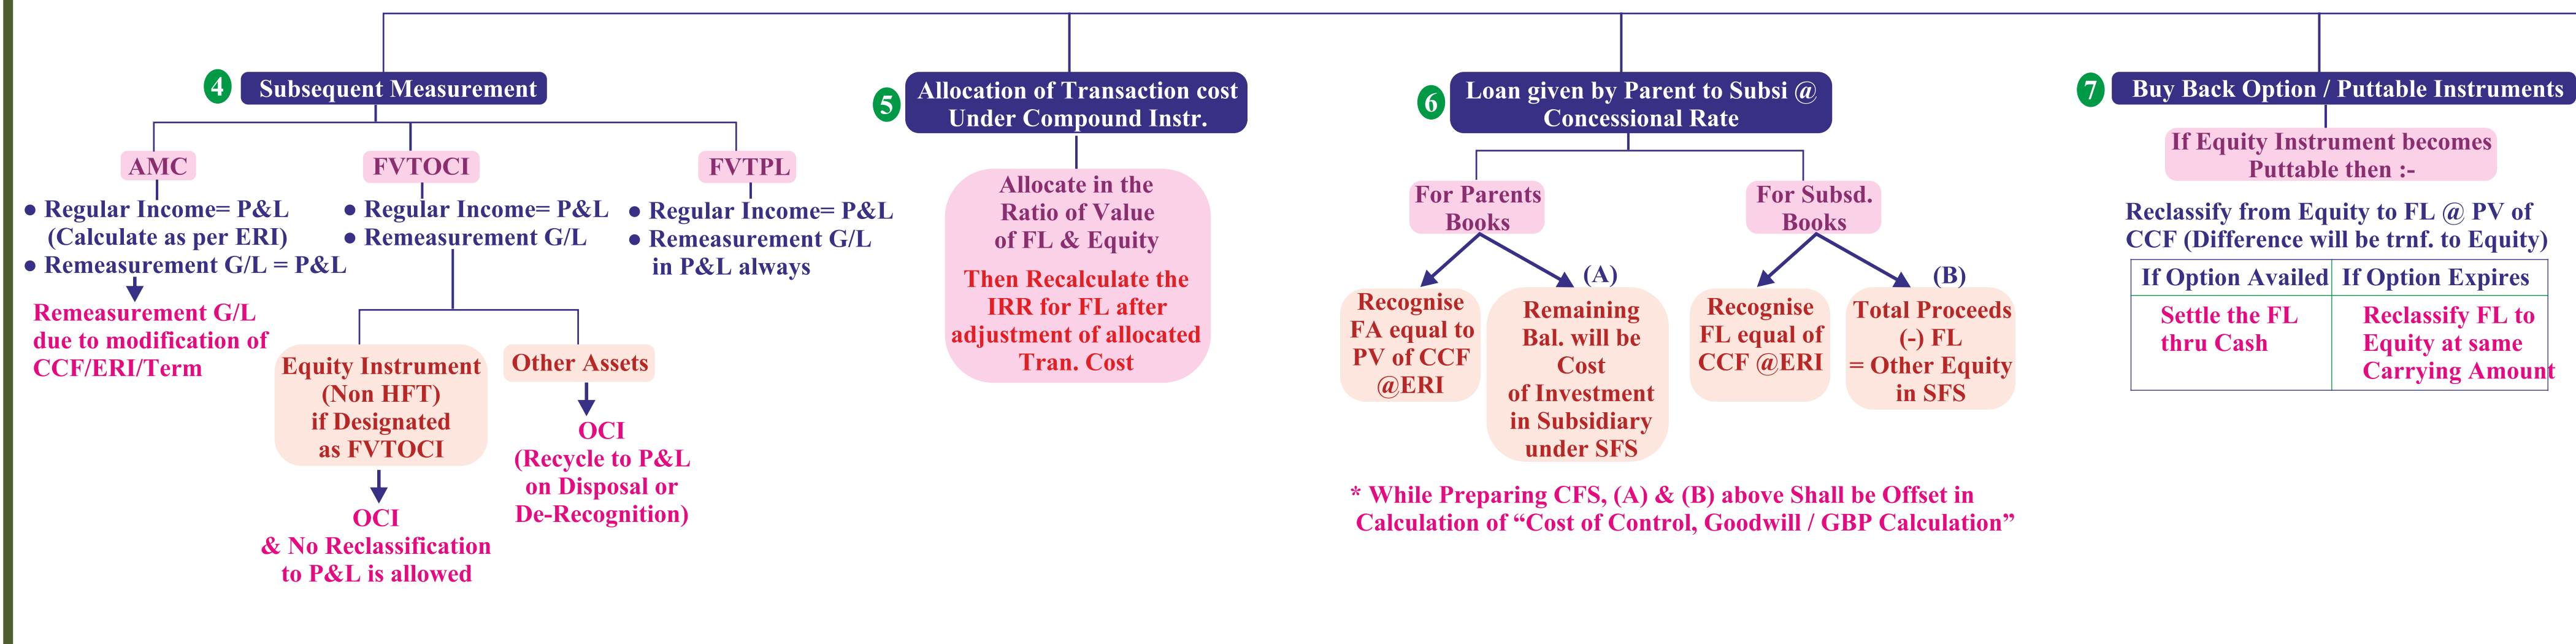 4
Subsequent Measurement
AMC
● Regular Income= P&L
(Calculate as per ERI)
● Remeasurement G/L = P&L
Remeasurement G/L
due to modification of
CCF/ERI/Term
FVTOCI
● Regular Income= P&L
● Remeasurement G/L
Equity Instrument
(Non HFT)
if Designated
as FVTOCI
OCI
& No Reclassification
to P&L is allowed
Other Assets
OCI
(Recycle to P&L
on Disposal or
De-Recognition)
FVTPL
● Regular Income= P&L
● Remeasurement G/L
in P&L always
5
Allocation of Transaction cost
Under Compound Instr.
Allocate in the
Ratio of Value
of FL & Equity
Then Recalculate the
IRR for FL after
adjustment of allocated
Tran. Cost
6
Loan given by Parent to Subsi @
Concessional Rate
For Parents
Books
Recognise
FA equal to
PV of CCF
@ERI
(A)
Remaining
Bal. will be
Cost
of Investment
in Subsidiary
under SFS
For Subsd.
Books
Recognise
FL equal of
CCF @ERI
(B)
Total Proceeds
(-) FL
= Other Equity
in SFS
* While Preparing CFS, (A) & (B) above Shall be Offset in
Calculation of “Cost of Control, Goodwill / GBP Calculation”
7
Buy Back Option / Puttable Instruments
If Equity Instrument becomes
Puttable then :-
Reclassify from Equity to FL @ PV of
CCF (Difference will be trnf. to Equity)
If Option Availed
If Option Expires
Settle the FL
thru Cash
Reclassify FL to
Equity at same
Carrying Amount